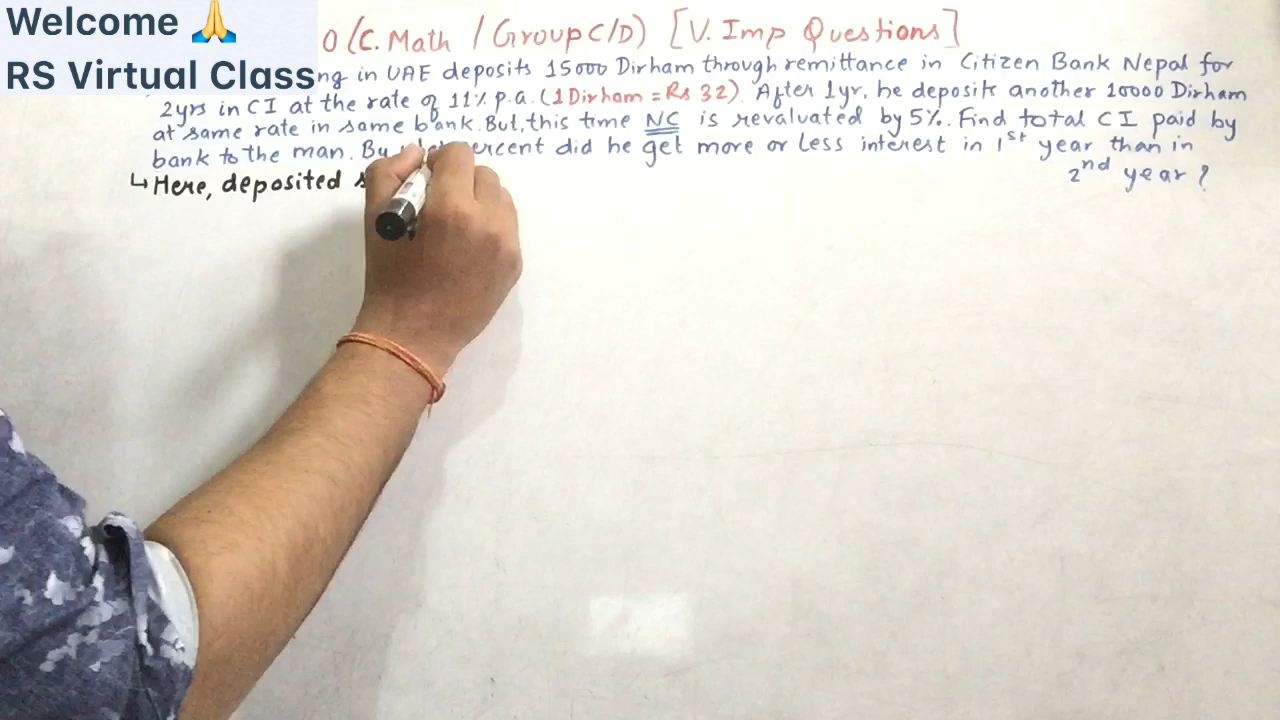 Welcome 🙏
RS Virtual Class
O (C. Math / Group C/D) [V. Imp Questions]
ng in UAE deposits 15000 Dirham through remittance in Citizen Bank Nepal for
2yrs in CI at the rate of 11% p.a. (1 Dirham = Rs 32). After 1yr, he deposits another 10000 Dirham
at same rate in same bank. But, this time NC is revaluated by 5%. Find total CI paid by
bank to the man. By percent did he get more or less interest in 1st year than in
2nd year ?
↳ Here, deposited